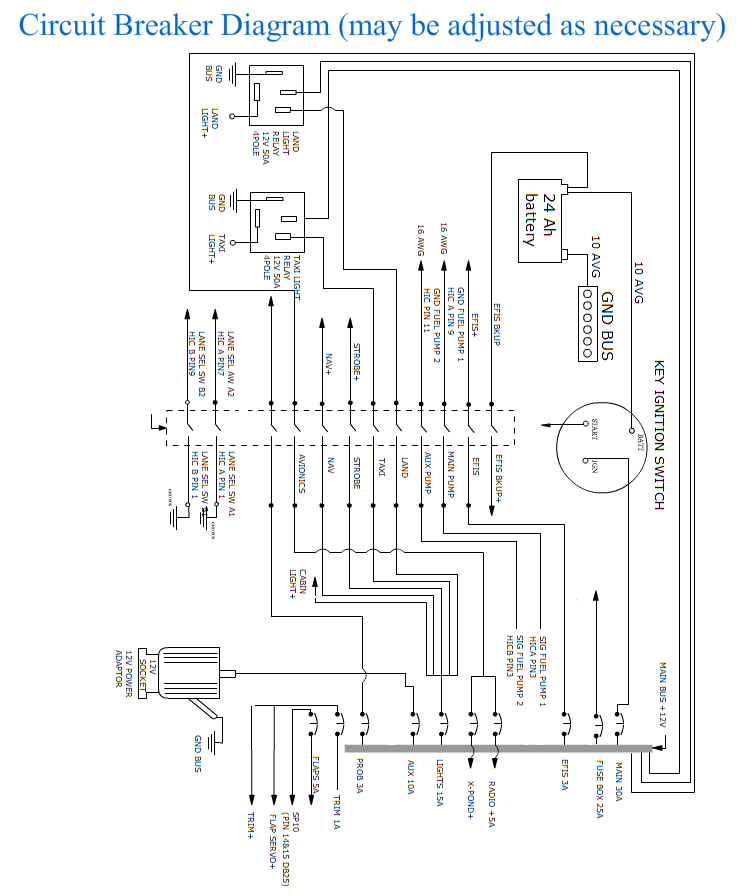 Circuit Breaker Diagram (may be adjusted as necessary)
GND
BUS
LAND
LIGHT+
LAND
LIGHT
RELAY
12V 50A
4POLE
GND
BUS
TAXI
LIGHT+
TAXI LIGHT
RELAY
12V 50A
4POLE
24 Ah
battery
10 AVG
10 AVG
GND BUS
KEY IGNITION SWITCH
BATT
START
IGN
16 AWG
16 AWG
GND FUEL PUMP 2
HIC PIN 11
GND FUEL PUMP 1
HIC A PIN 9
EFIS+
EFIS BKUP
STROBE+
NAV+
LANE SEL AW A2
HIC A PIN7
LANE SEL SW B2
HIC B PIN9
LANE SEL SW A1
HIC A PIN 1
LANE SEL SW
HIC B PIN 1
AVIONICS
NAV
STROBE
TAXI
LAND
AUX PUMP
MAIN PUMP
EFIS
EFIS BKUP+
CABIN
LIGHT+
SIG FUEL PUMP 1
HICA PIN3
SIG FUEL PUMP 2
HICB PIN3
MAIN BUS +12V
12V
SOCKET
12V POWER
ADAPTOR
GND BUS
TRIM+
FLAP SERVO+
SP10
(PIN 14&15 DB25)
FLAPS 5A
TRIM 1A
PROB 3A
AUX 10A
LIGHTS 15A
X-POND+
RADIO +5A
EFIS 3A
FUSE BOX 25A
MAIN 30A